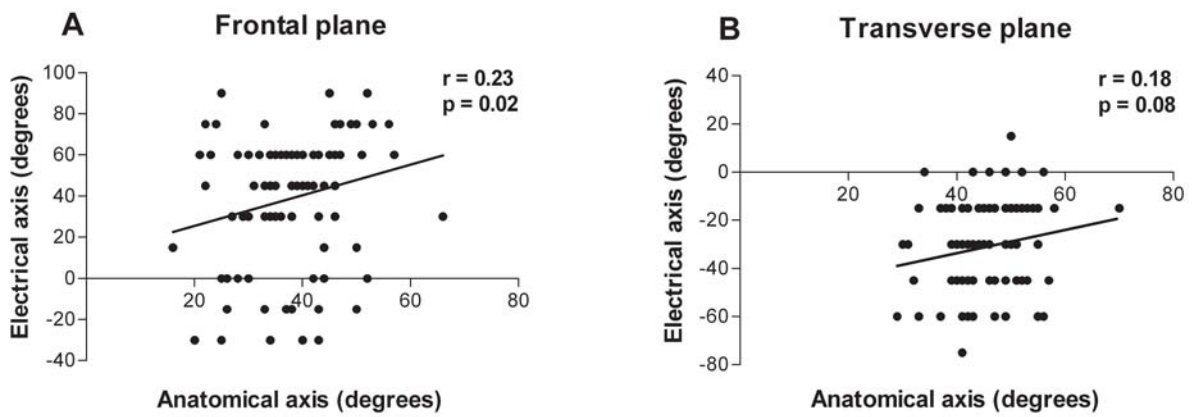 A
Frontal plane
r = 0.23
p = 0.02
Electrical axis (degrees)
100
80
60
40
20
0
-20
-40
20
40
60
80
Anatomical axis (degrees)
B
Transverse plane
r = 0.18
p = 0.08
Electrical axis (degrees)
40
20
0
-20
-40
-60
-80
20
40
60
80
Anatomical axis (degrees)